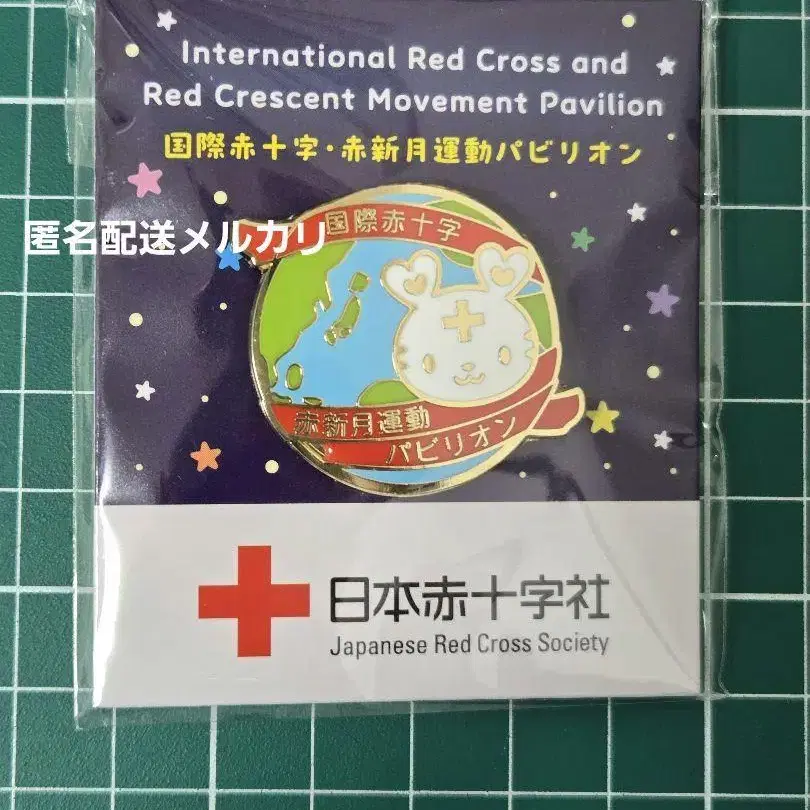 International Red Cross and
Red Crescent Movement Pavilion
国際赤十字・赤新月運動パビリオン
匿名配送メルカリ
国際赤十字
赤新月運動
パビリオン
日本赤十字社
Japanese Red Cross Society